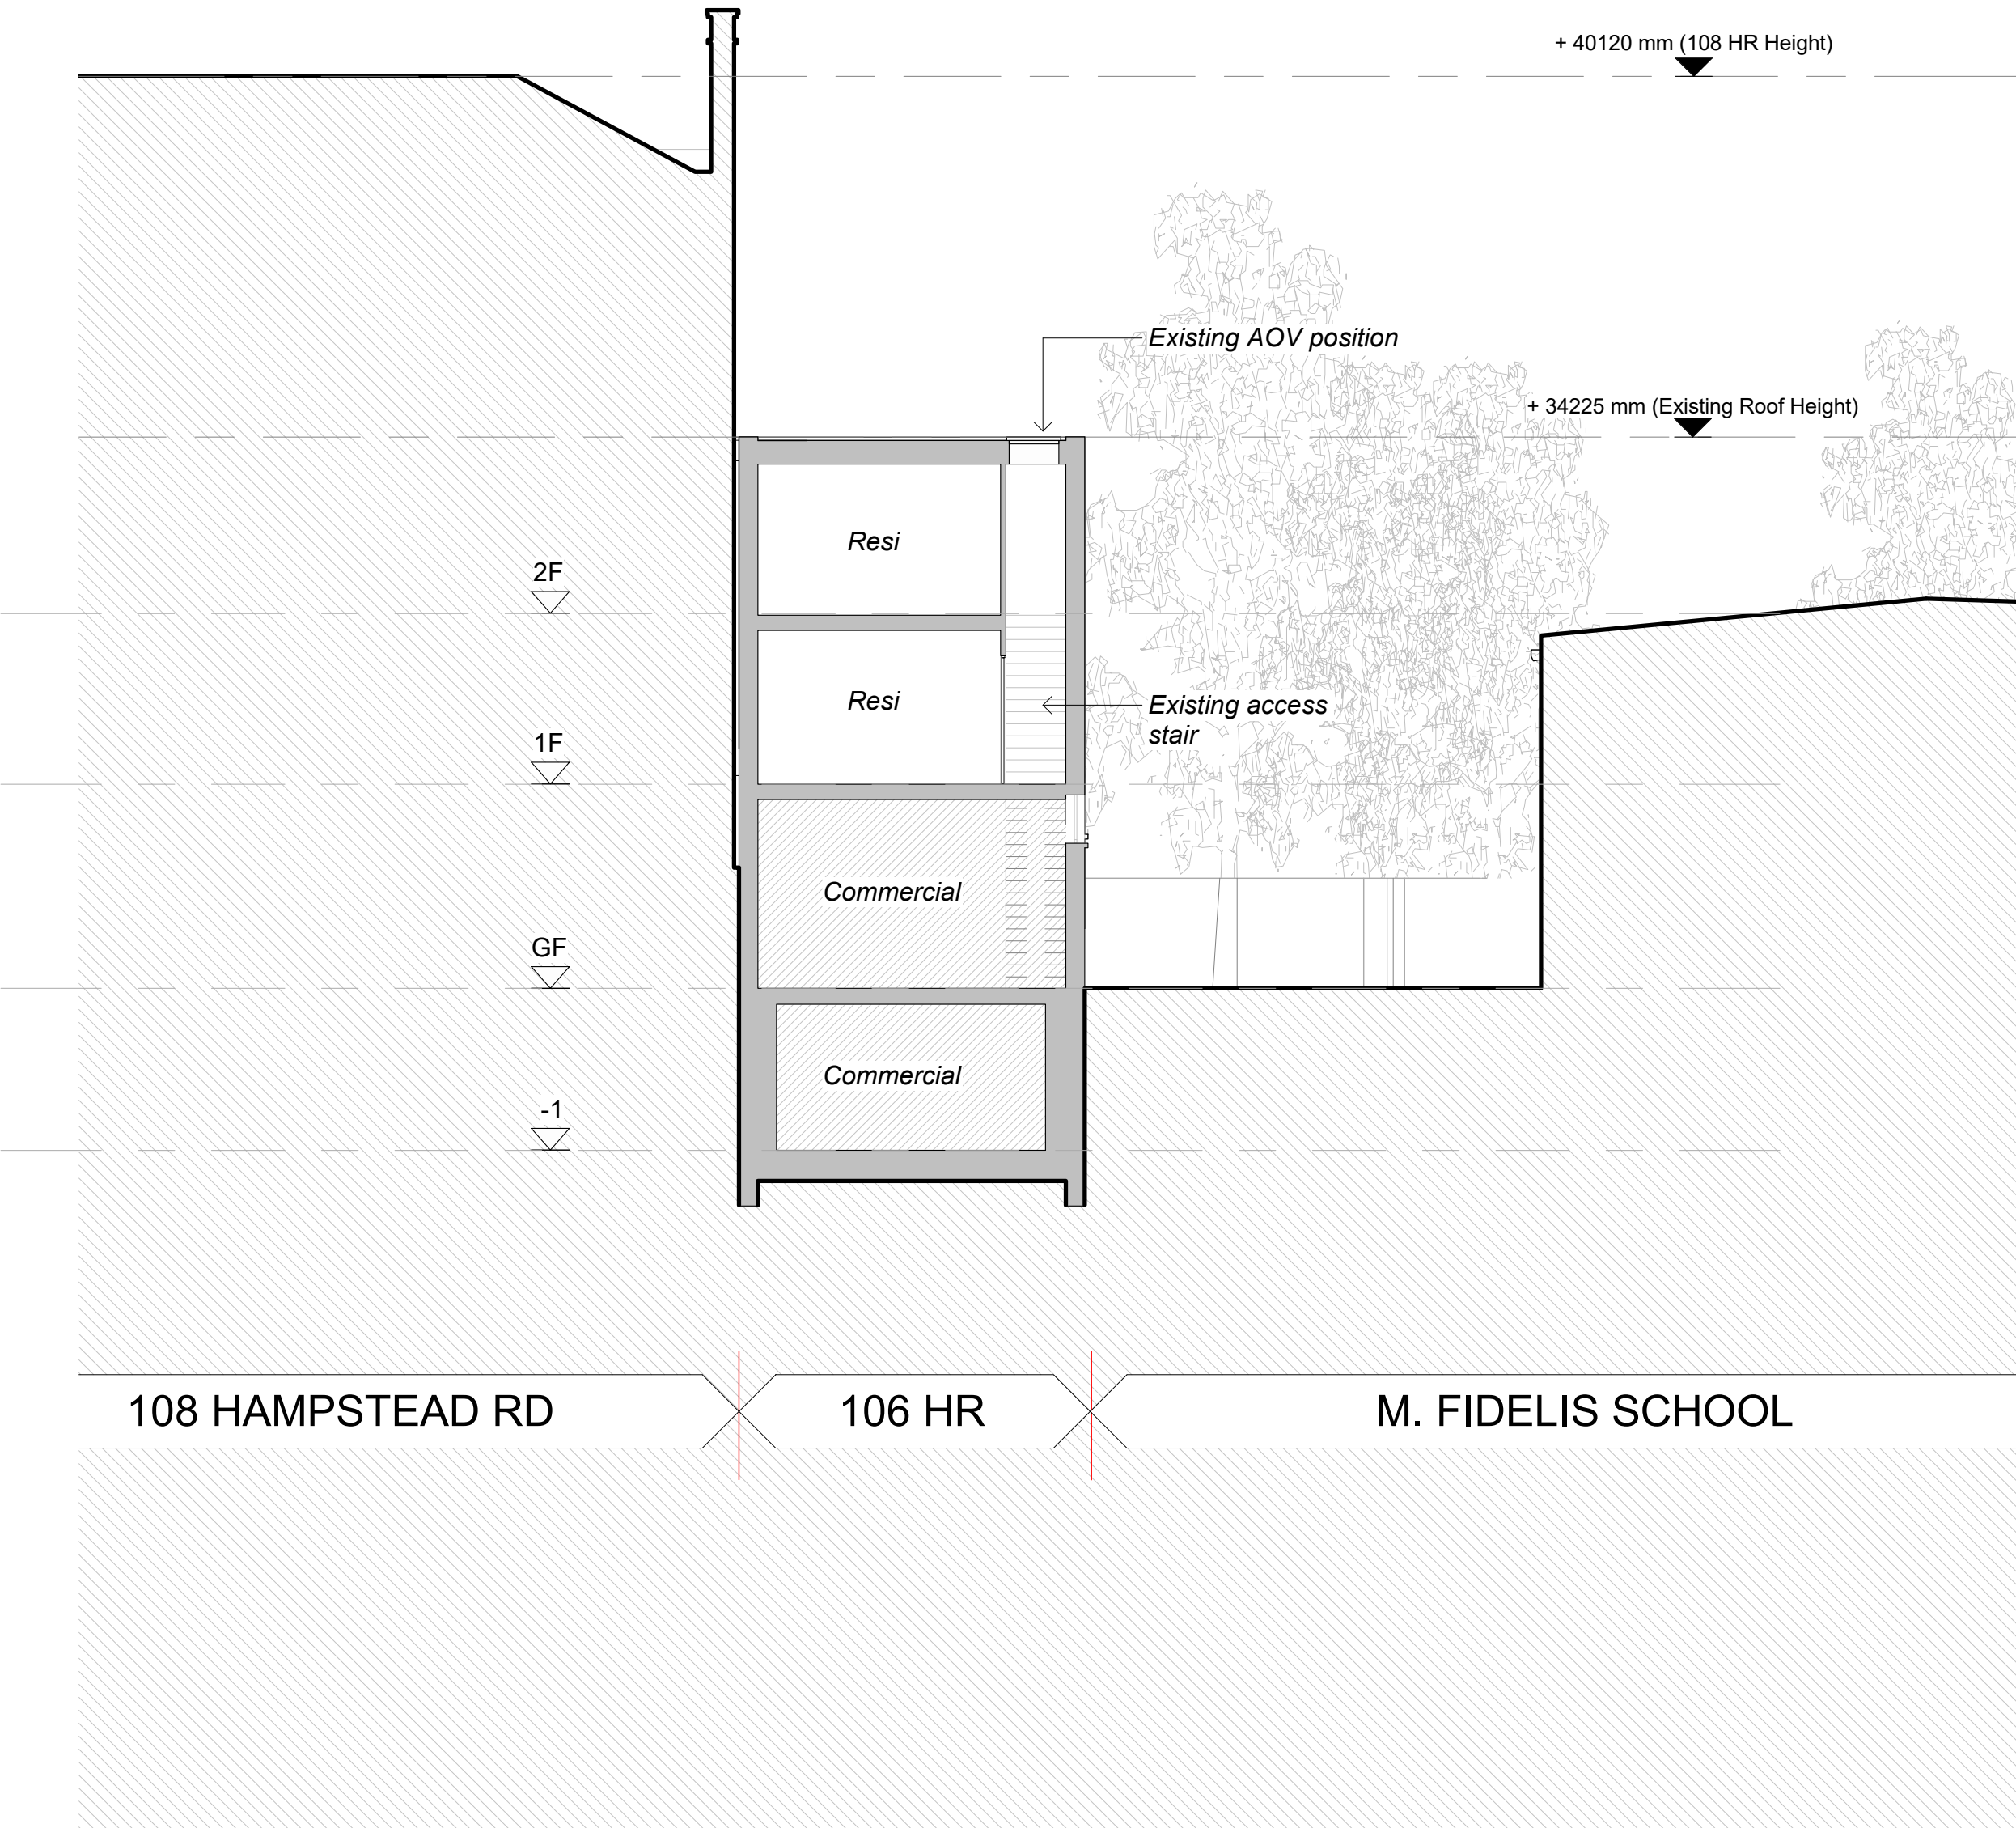 + 40120 mm (108 HR Height)
Existing AOV position
+ 34225 mm (Existing Roof Height)
Resi
2F
Resi
Existing access
stair
1F
Commercial
GF
Commercial
-1
108 HAMPSTEAD RD
106 HR
M. FIDELIS SCHOOL